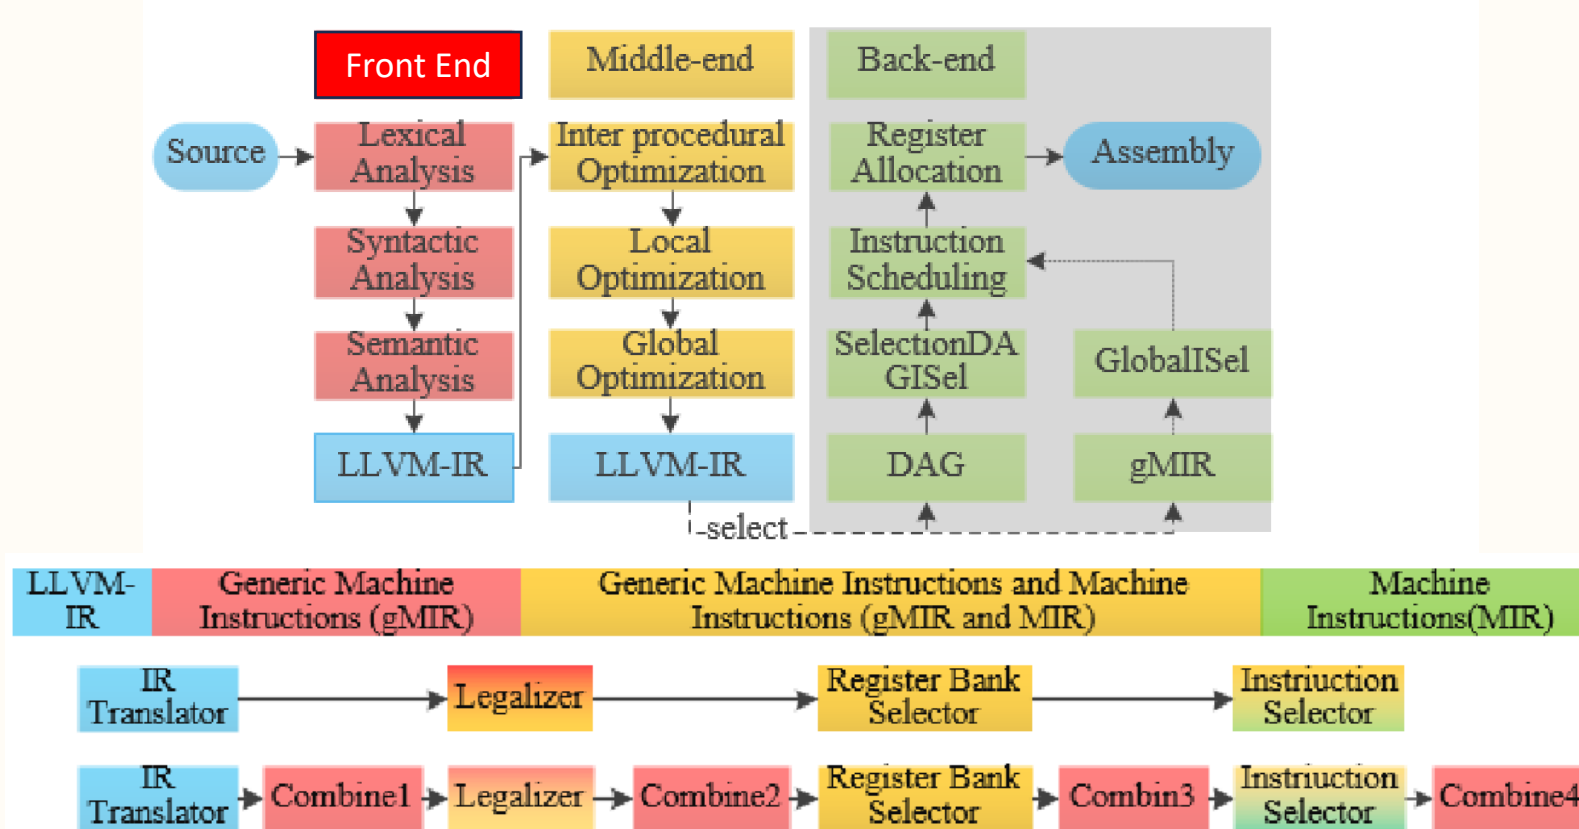 Front End
Middle-end
Back-end
Source
Lexical
Analysis
Inter procedural
Optimization
Register
Allocation
Assembly
Syntactic
Analysis
Local
Optimization
Instruction
Scheduling
Semantic
Analysis
Global
Optimization
SelectionDA
GISel
GlobalISel
LLVM-IR
LLVM-IR
DAG
gMIR
select
LLVM-
IR
Generic Machine
Instructions (gMIR)
Generic Machine Instructions and Machine
Instructions (gMIR and MIR)
Machine
Instructions(MIR)
IR
Translator
Legalizer
Register Bank
Selector
Instriuction
Selector
IR
Translator
Combine1
Legalizer
Combine2
Register Bank
Selector
Combin3
Instriuction
Selector
Combine4